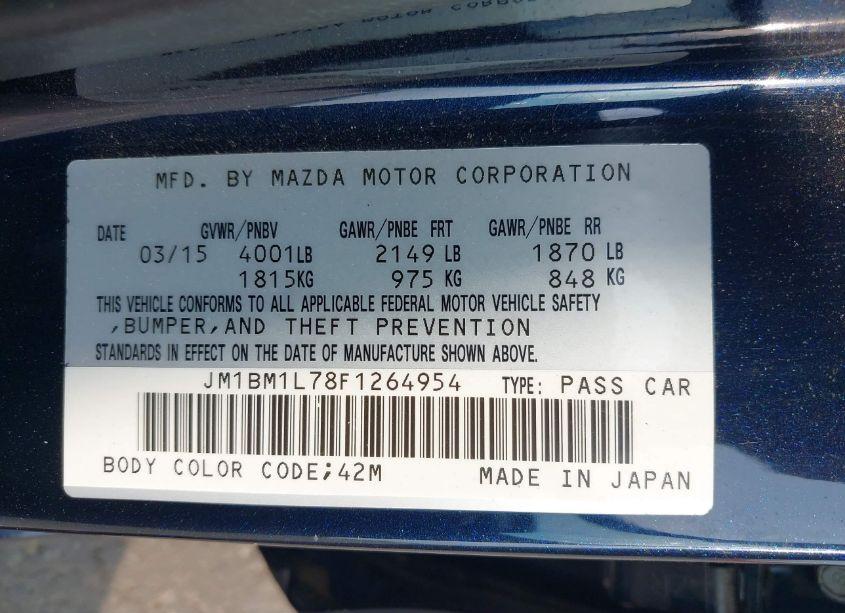 MFD. BY MAZDA MOTOR CORPORATION
DATE GVWR/PNBV GAWR/PNBE FRT GAWR/PNBE RR
03/15 4001LB 2149 LB 1870 LB
1815KG 975 KG 848 KG
THIS VEHICLE CONFORMS TO ALL APPLICABLE FEDERAL MOTOR VEHICLE SAFETY
,BUMPER,AND THEFT PREVENTION
STANDARDS IN EFFECT ON THE DATE OF MANUFACTURE SHOWN ABOVE.
JM1BM1L78F1264954 TYPE: PASS CAR
BODY COLOR CODE;42M MADE IN JAPAN